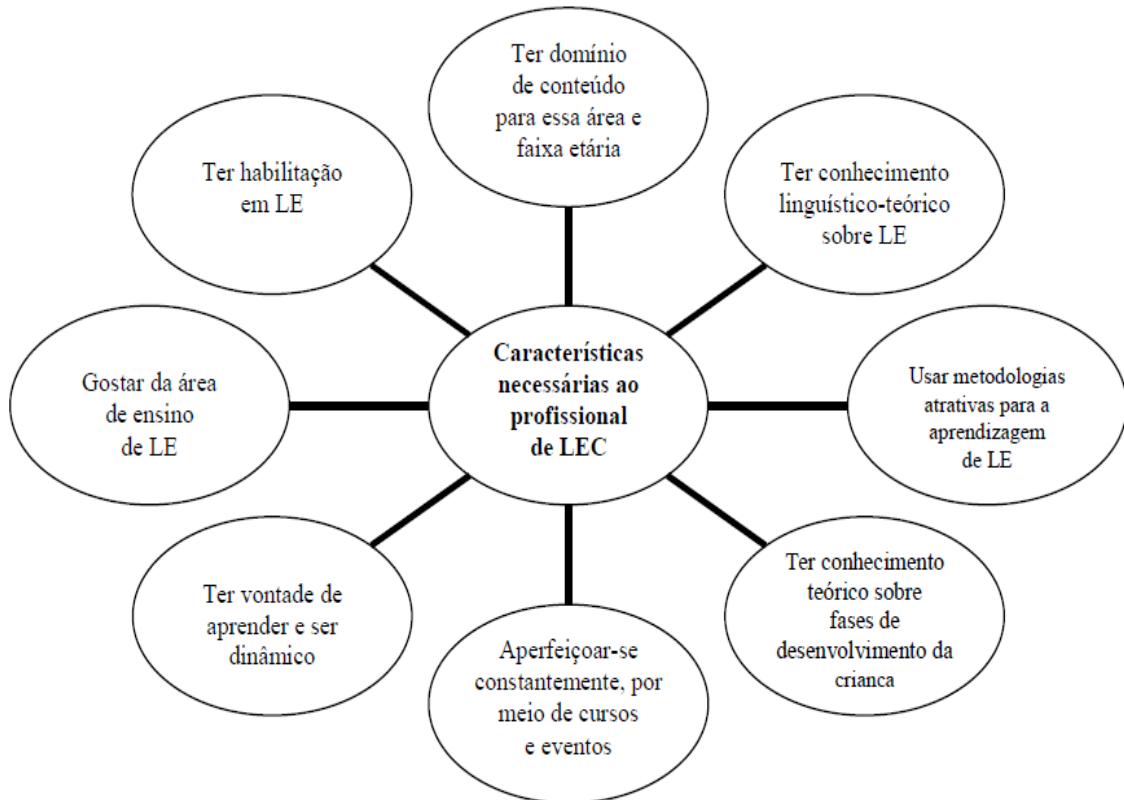 Ter domínio
de conteúdo
para essa área e
faixa etária
Ter habilitação
em LE
Ter conhecimento
linguístico-teórico
sobre LE
Gostar da área
de ensino
de LE
Características
necessárias ao
profissional
de LEC
Usar metodologias
atrativas para a
aprendizagem
de LE
Ter vontade de
aprender e ser
dinâmico
Aperfeiçoar-se
constantemente, por
meio de cursos
e eventos
Ter conhecimento
teórico sobre
fases de
desenvolvimento da
crianca